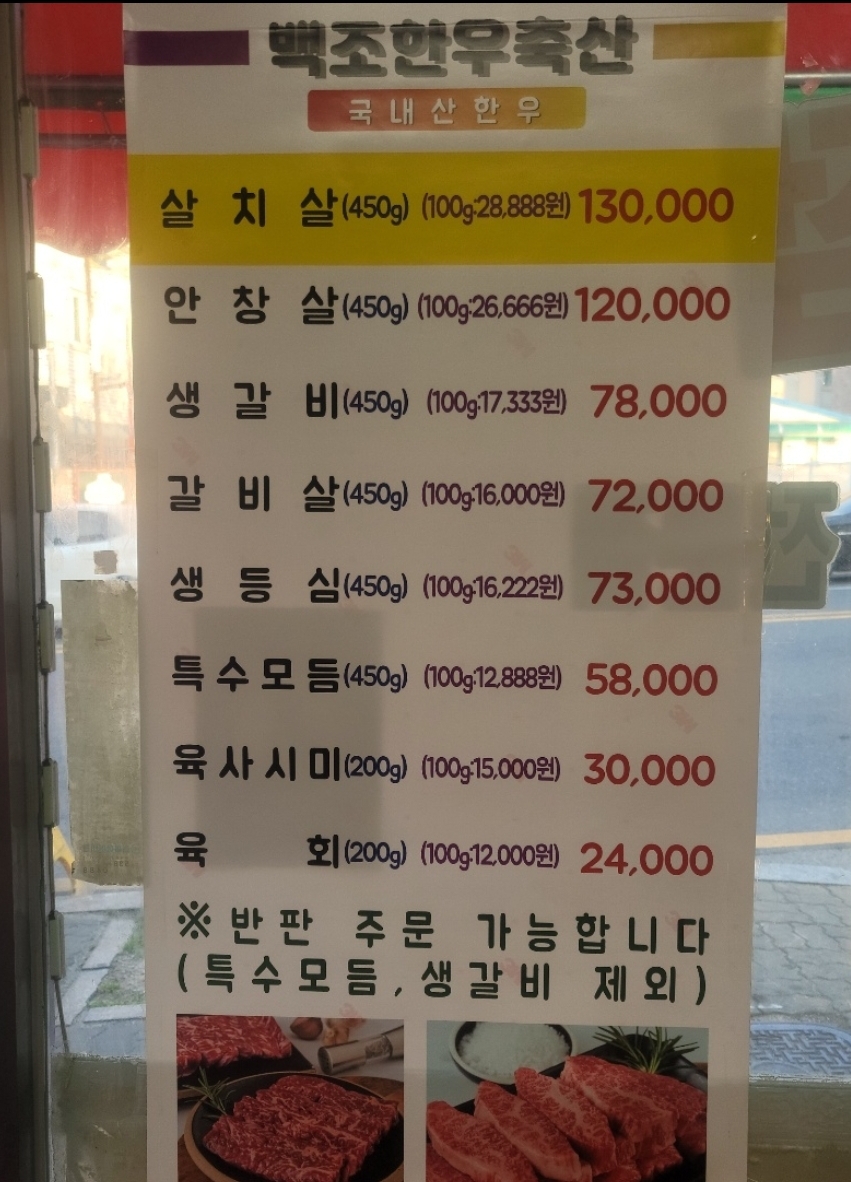 백조한우축산
국내산한우
살치살(450g) (100g:28,888원) 130,000
안창살(450g) (100g:26,666원) 120,000
생갈비(450g) (100g:17,333원) 78,000
갈비살(450g) (100g:16,000원) 72,000
생등심(450g) (100g:16,222원) 73,000
특수모듬(450g) (100g:12,888원) 58,000
육사시미(200g) (100g:15,000원) 30,000
육회(200g) (100g:12,000원) 24,000
※반판 주문 가능합니다
(특수모듬, 생갈비 제외)